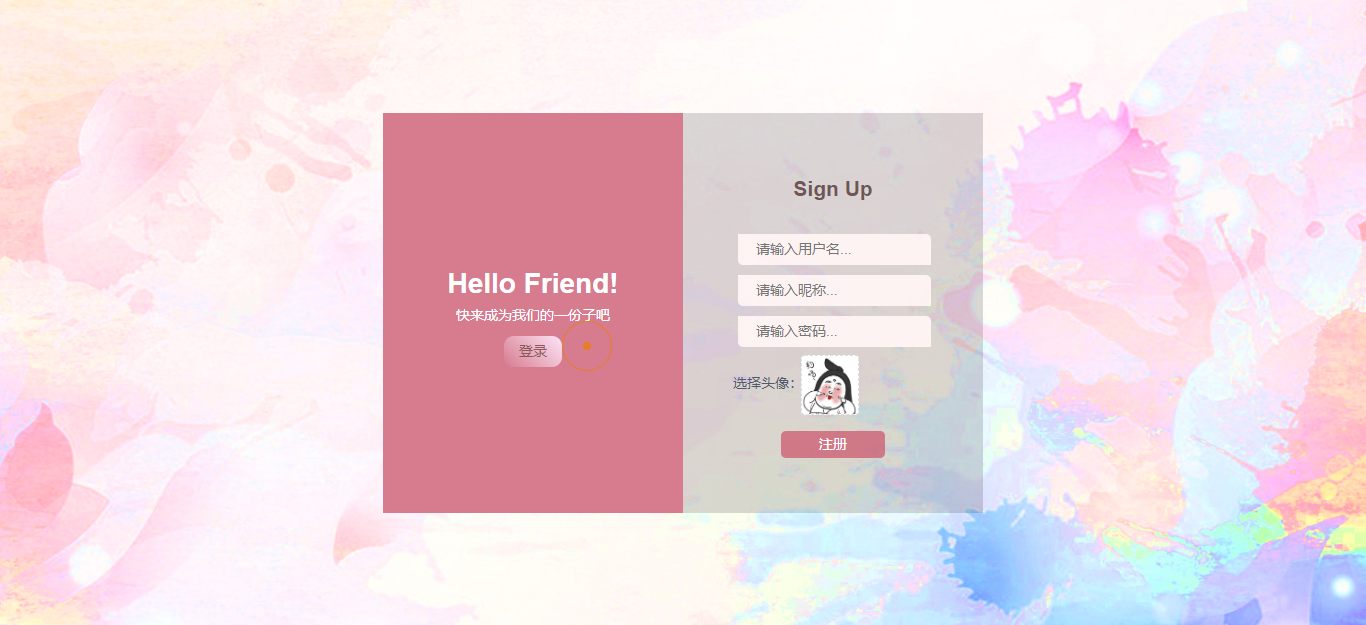 Hello Friend!
快来成为我们的一份子吧
登录
Sign Up
请输入用户名...
请输入昵称...
请输入密码...
选择头像：
注册